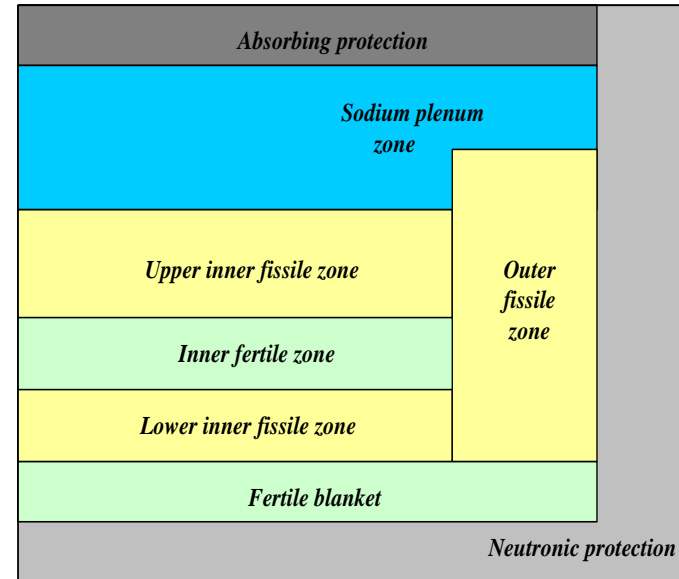 Absorbing protection
Sodium plenum
zone
Upper inner fissile zone
Outer
fissile
zone
Inner fertile zone
Lower inner fissile zone
Fertile blanket
Neutronic protection